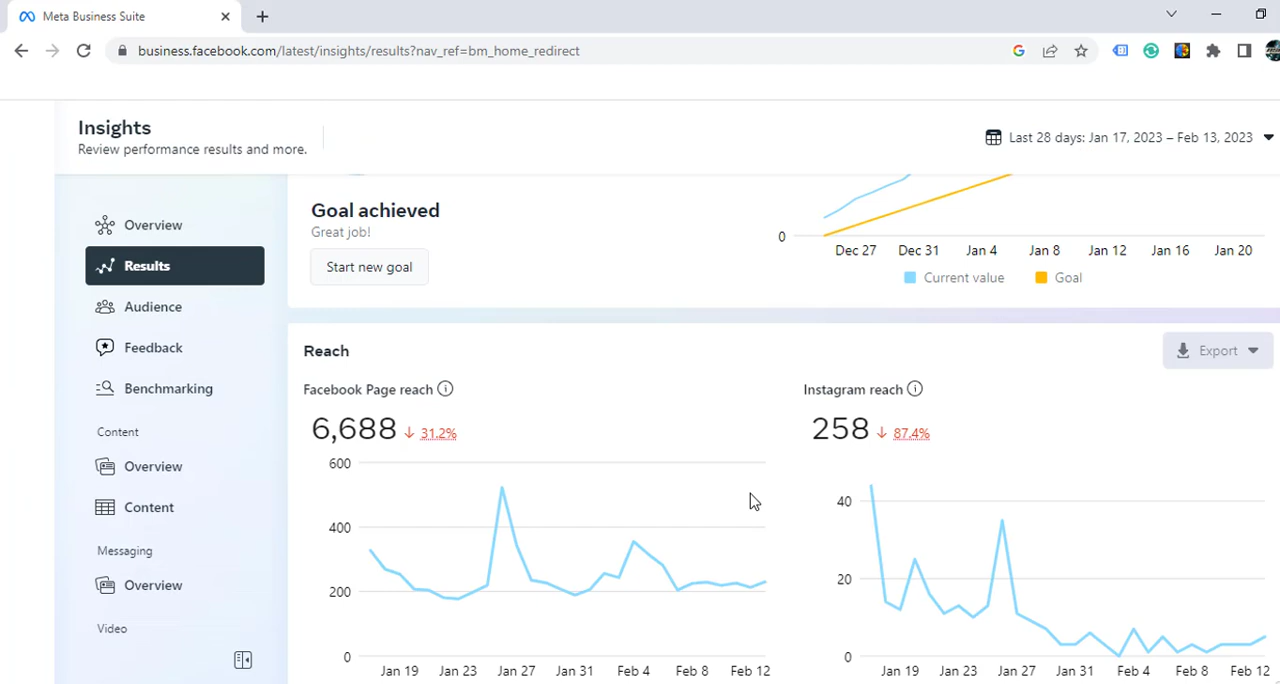 Meta Business Suite
business.facebook.com/latest/insights/results?nav_ref=bm_home_redirect
Insights
Review performance results and more.
Last 28 days: Jan 17, 2023 – Feb 13, 2023
Overview
Results
Audience
Feedback
Benchmarking
Content
Overview
Content
Messaging
Overview
Video
Goal achieved
Great job!
Start new goal
0
Dec 27 Dec 31 Jan 4 Jan 8 Jan 12 Jan 16 Jan 20
Current value Goal
Reach
Export
Facebook Page reach
6,688 ↓ 31.2%
600
400
200
0
Jan 19 Jan 23 Jan 27 Jan 31 Feb 4 Feb 8 Feb 12
Instagram reach
258 ↓ 87.4%
40
20
0
Jan 19 Jan 23 Jan 27 Jan 31 Feb 4 Feb 8 Feb 12